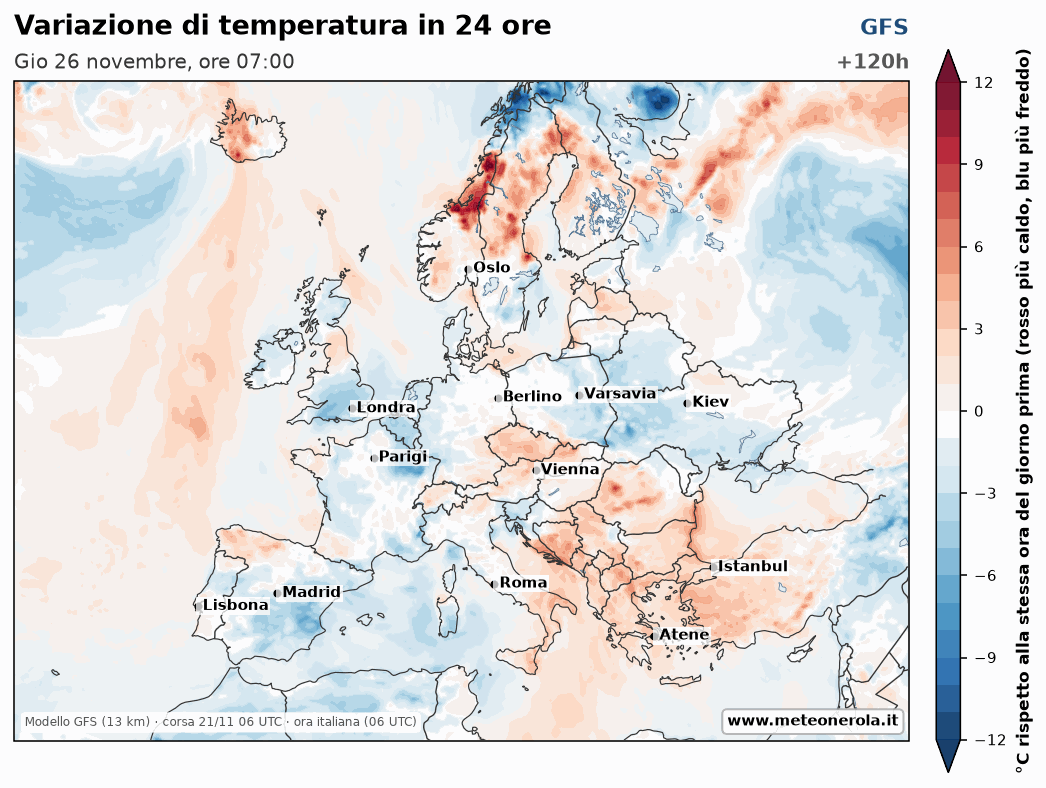 Variazione di temperatura in 24 ore
GFS
Gio 26 novembre, ore 07:00
+120h
Oslo
Berlino
Varsavia
Kiev
Londra
Parigi
Vienna
Istanbul
Roma
Madrid
Lisbona
Atene
Modello GFS (13 km) · corsa 21/11 06 UTC · ora italiana (06 UTC)
www.meteonerola.it
12
9
6
3
0
−3
−6
−9
−12
°C rispetto alla stessa ora del giorno prima (rosso più caldo, blu più freddo)